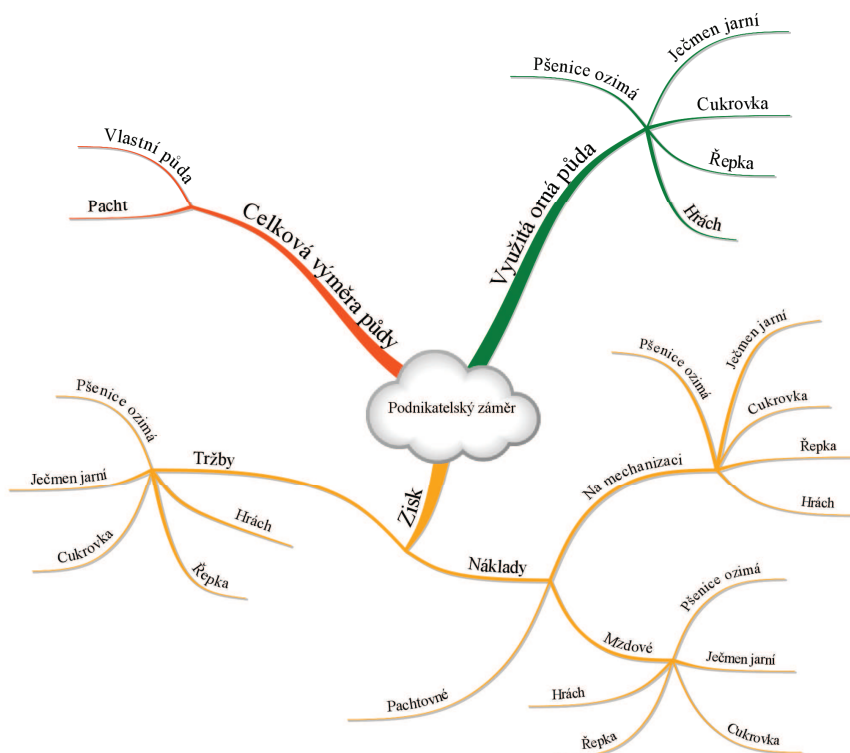 Podnikatelský záměr
Celková výměra půdy
Vlastní půda
Pacht
Využitá orná půda
Pšenice ozimá
Ječmen jarní
Cukrovka
Řepka
Hrách
Zisk
Tržby
Pšenice ozimá
Ječmen jarní
Cukrovka
Řepka
Hrách
Náklady
Na mechanizaci
Pšenice ozimá
Ječmen jarní
Cukrovka
Řepka
Hrách
Mzdové
Pšenice ozimá
Ječmen jarní
Cukrovka
Řepka
Hrách
Pachtovné